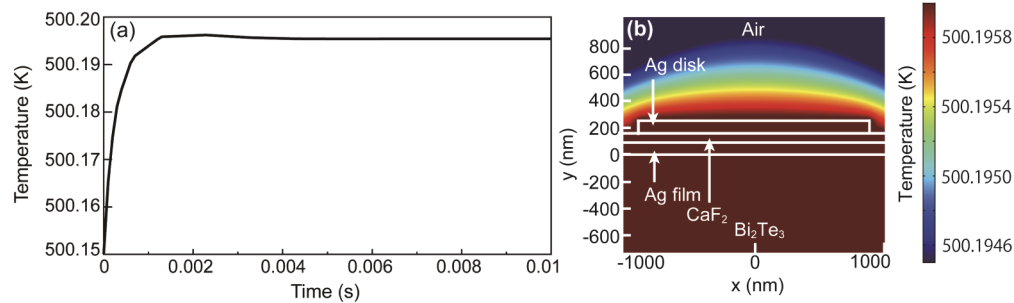 (a)
500.20
500.19
500.18
500.17
500.16
500.15
Temperature (K)
0
0.002
0.004
0.006
0.008
0.01
Time (s)
(b)
Air
Ag disk
Ag film
CaF₂
Bi₂Te₃
800
600
400
200
0
-200
-400
-600
y (nm)
-1000
0
1000
x (nm)
Temperature (K)
500.1958
500.1954
500.1950
500.1946